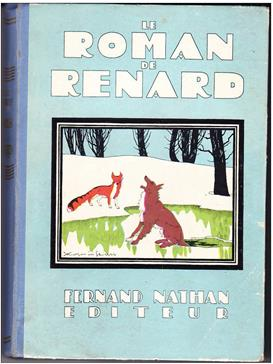 LE
ROMAN
DE
RENARD
FERNAND NATHAN
EDITEUR